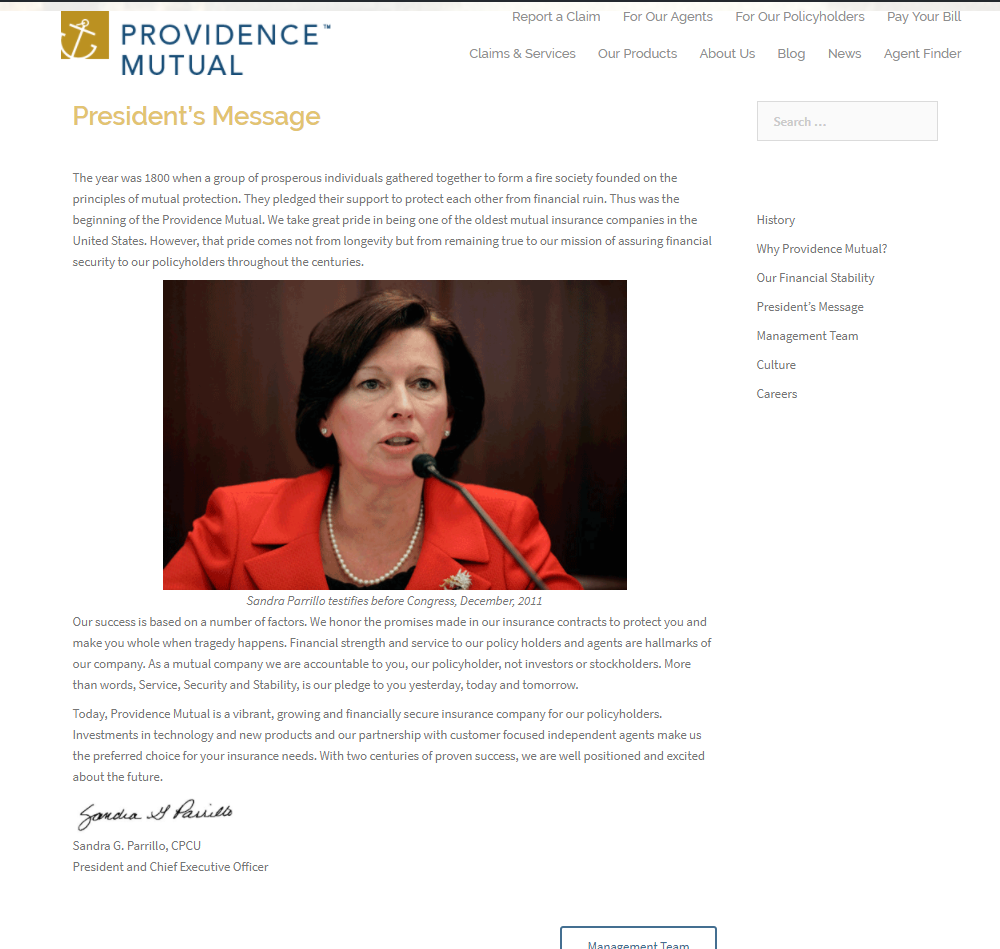 PROVIDENCE™
MUTUAL
Report a Claim For Our Agents For Our Policyholders Pay Your Bill
Claims & Services Our Products About Us Blog News Agent Finder
President's Message
Search …
The year was 1800 when a group of prosperous individuals gathered together to form a fire society founded on the
principles of mutual protection. They pledged their support to protect each other from financial ruin. Thus was the
beginning of the Providence Mutual. We take great pride in being one of the oldest mutual insurance companies in the
United States. However, that pride comes not from longevity but from remaining true to our mission of assuring financial
security to our policyholders throughout the centuries.
Sandra Parrillo testifies before Congress, December, 2011
Our success is based on a number of factors. We honor the promises made in our insurance contracts to protect you and
make you whole when tragedy happens. Financial strength and service to our policy holders and agents are hallmarks of
our company. As a mutual company we are accountable to you, our policyholder, not investors or stockholders. More
than words, Service, Security and Stability, is our pledge to you yesterday, today and tomorrow.
Today, Providence Mutual is a vibrant, growing and financially secure insurance company for our policyholders.
Investments in technology and new products and our partnership with customer focused independent agents make us
the preferred choice for your insurance needs. With two centuries of proven success, we are well positioned and excited
about the future.
Sandra G Parrillo
Sandra G. Parrillo, CPCU
President and Chief Executive Officer
History
Why Providence Mutual?
Our Financial Stability
President's Message
Management Team
Culture
Careers
Management Team